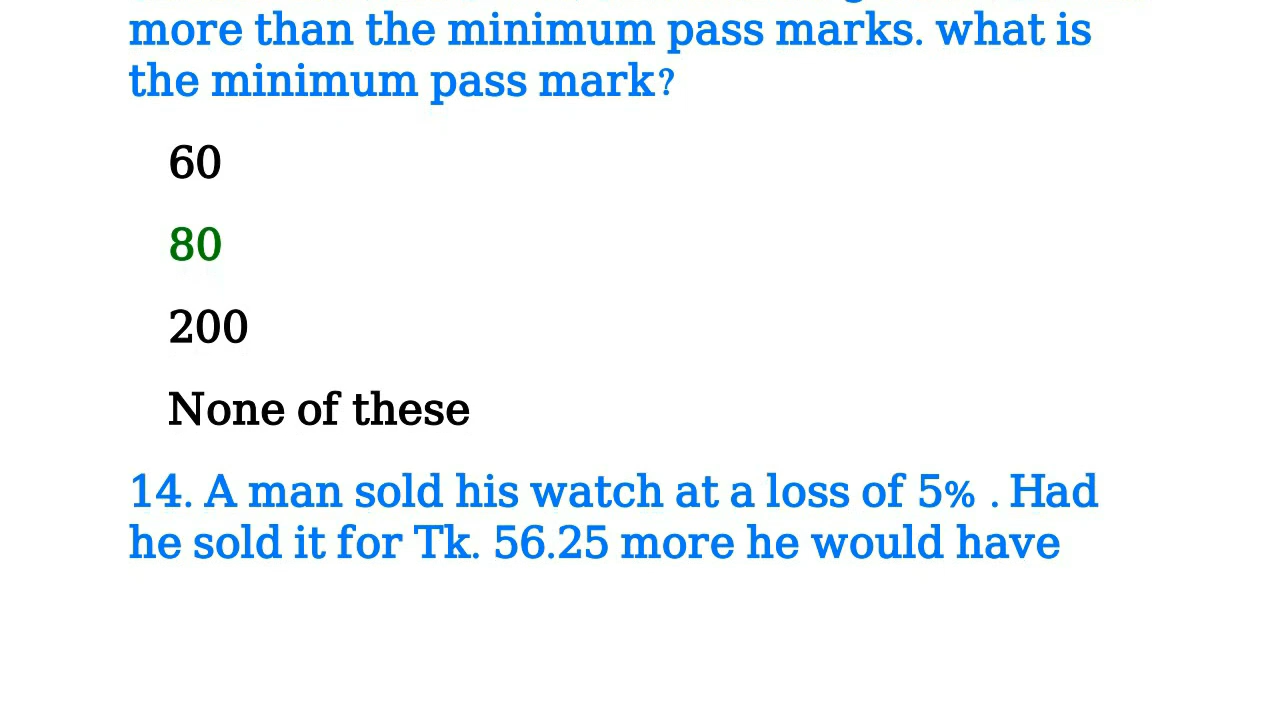 more than the minimum pass marks. what is
the minimum pass mark?
60
80
200
None of these
14. A man sold his watch at a loss of 5% . Had
he sold it for Tk. 56.25 more he would have